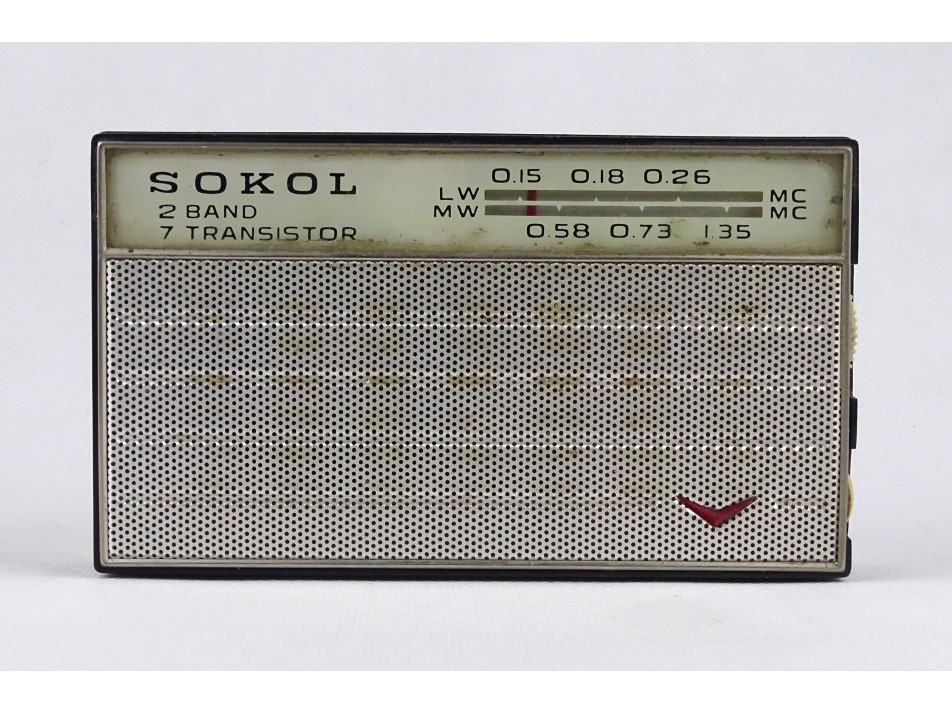 SOKOL
2 BAND
7 TRANSISTOR
0.15 0.18 0.26
LW MC
MW MC
0.58 0.73 1.35